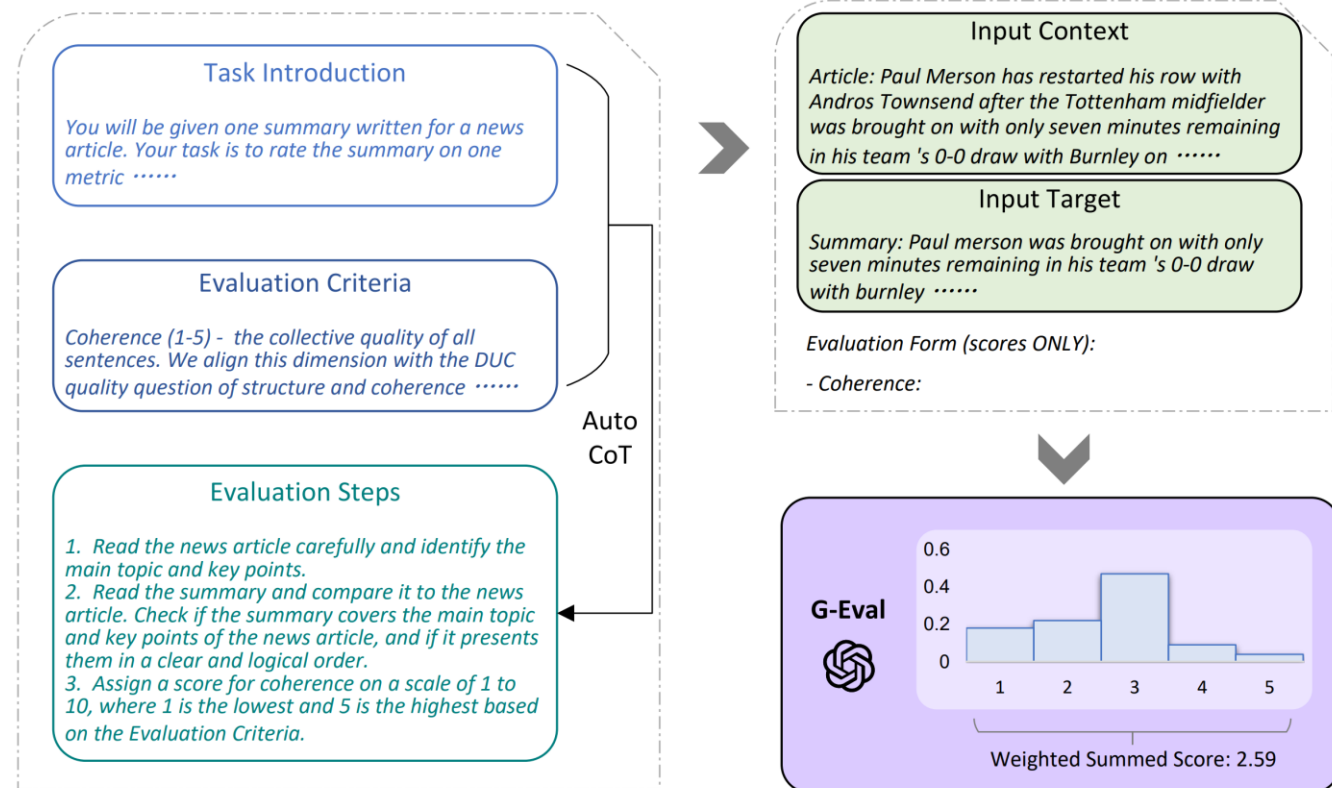 Task Introduction
You will be given one summary written for a news
article. Your task is to rate the summary on one
metric ······
Evaluation Criteria
Coherence (1-5) - the collective quality of all
sentences. We align this dimension with the DUC
quality question of structure and coherence ······
Auto
CoT
Evaluation Steps
1. Read the news article carefully and identify the
main topic and key points.
2. Read the summary and compare it to the news
article. Check if the summary covers the main topic
and key points of the news article, and if it presents
them in a clear and logical order.
3. Assign a score for coherence on a scale of 1 to
10, where 1 is the lowest and 5 is the highest based
on the Evaluation Criteria.
Input Context
Article: Paul Merson has restarted his row with
Andros Townsend after the Tottenham midfielder
was brought on with only seven minutes remaining
in his team 's 0-0 draw with Burnley on ······
Input Target
Summary: Paul merson was brought on with only
seven minutes remaining in his team 's 0-0 draw
with burnley ······
Evaluation Form (scores ONLY):
- Coherence:
G-Eval
0.6
0.4
0.2
0
1 2 3 4 5
Weighted Summed Score: 2.59